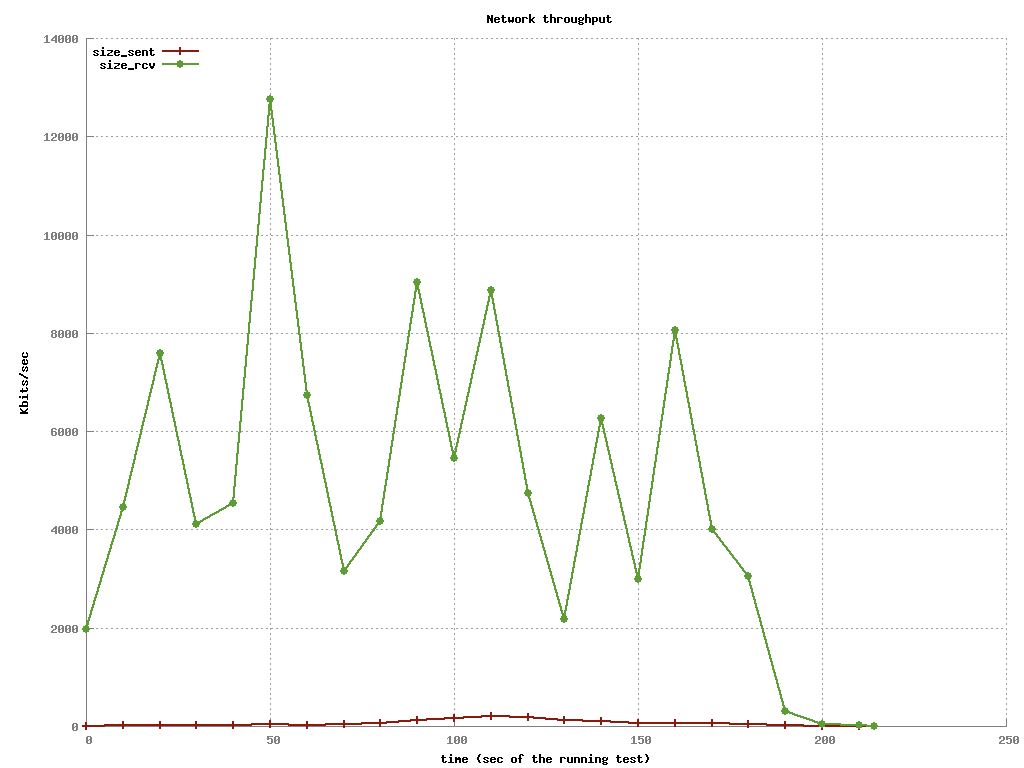 Network throughput
size_sent
size_rcv
14000
12000
10000
8000
6000
4000
2000
0
Kbits/sec
0 50 100 150 200 250
time (sec of the running test)